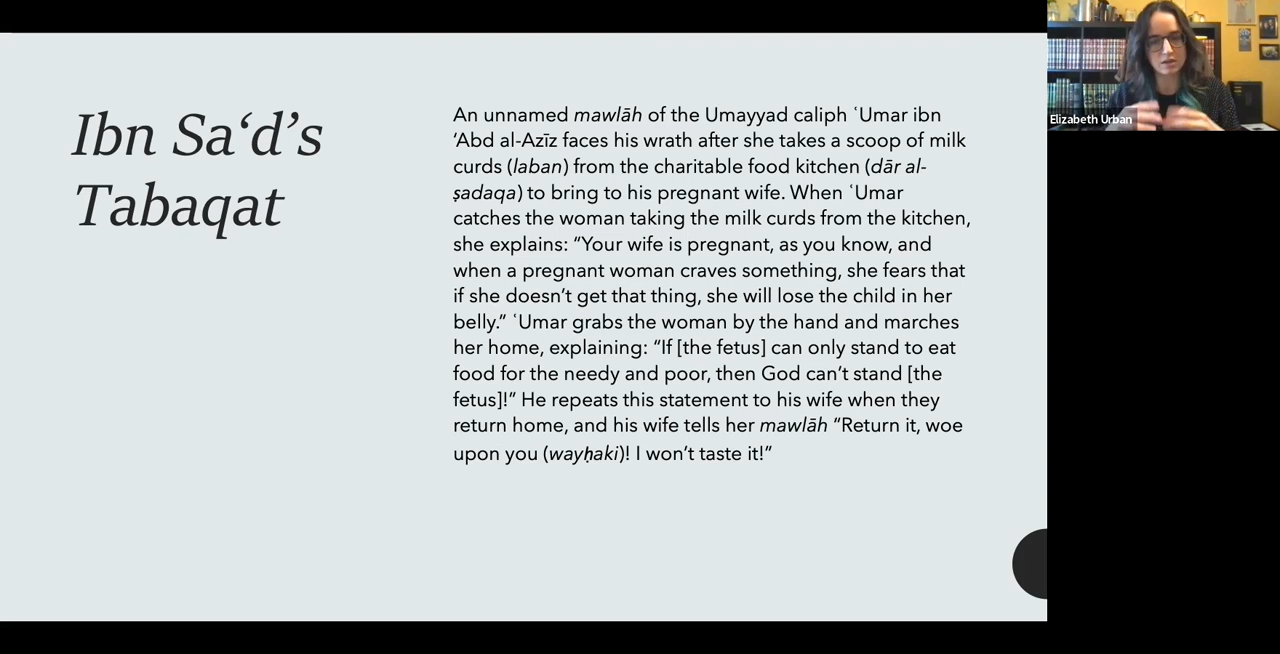 Ibn Sa‘d’s
Tabaqat
An unnamed mawlāh of the Umayyad caliph ʿUmar ibn
‘Abd al-Azīz faces his wrath after she takes a scoop of milk
curds (laban) from the charitable food kitchen (dār al-
ṣadaqa) to bring to his pregnant wife. When ʿUmar
catches the woman taking the milk curds from the kitchen,
she explains: “Your wife is pregnant, as you know, and
when a pregnant woman craves something, she fears that
if she doesn’t get that thing, she will lose the child in her
belly.” ʿUmar grabs the woman by the hand and marches
her home, explaining: “If [the fetus] can only stand to eat
food for the needy and poor, then God can’t stand [the
fetus]!” He repeats this statement to his wife when they
return home, and his wife tells her mawlāh “Return it, woe
upon you (wayḥaki)! I won’t taste it!”
Elizabeth Urban